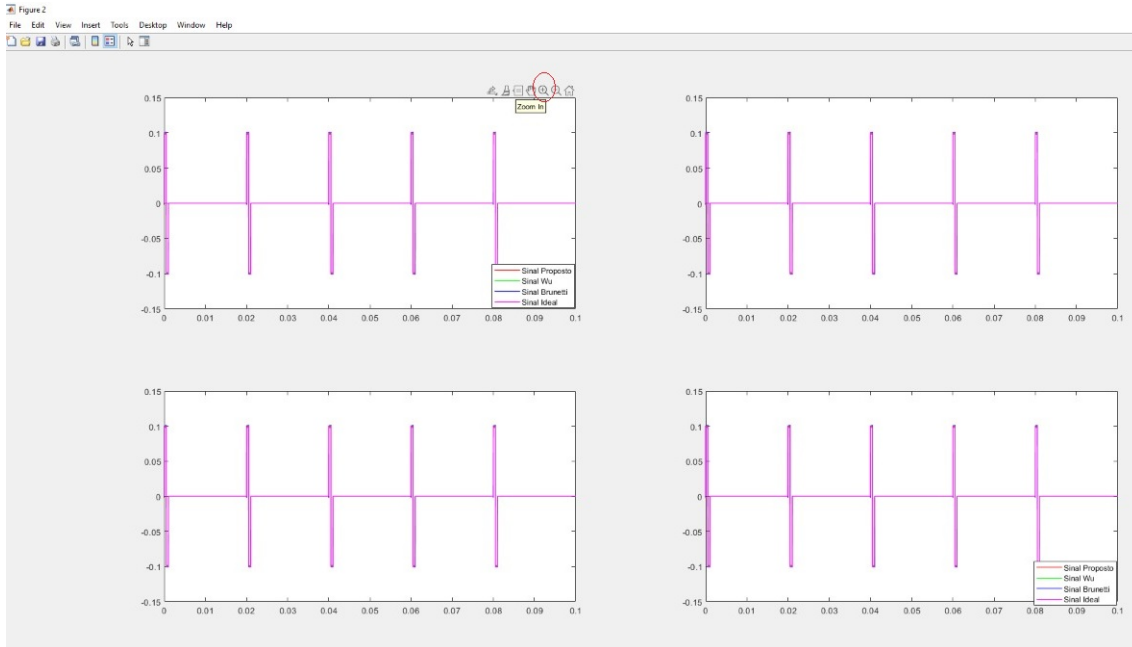 Figure 2
File Edit View Insert Tools Desktop Window Help
Zoom In
0.15
0.1
0.05
0
-0.05
-0.1
-0.15
0 0.01 0.02 0.03 0.04 0.05 0.06 0.07 0.08 0.09 0.1
Sinal Proposto
Sinal Wu
Sinal Brunetti
Sinal Ideal
0.15
0.1
0.05
0
-0.05
-0.1
-0.15
0 0.01 0.02 0.03 0.04 0.05 0.06 0.07 0.08 0.09 0.1
0.15
0.1
0.05
0
-0.05
-0.1
-0.15
0 0.01 0.02 0.03 0.04 0.05 0.06 0.07 0.08 0.09 0.1
0.15
0.1
0.05
0
-0.05
-0.1
-0.15
0 0.01 0.02 0.03 0.04 0.05 0.06 0.07 0.08 0.09 0.1
Sinal Proposto
Sinal Wu
Sinal Brunetti
Sinal Ideal